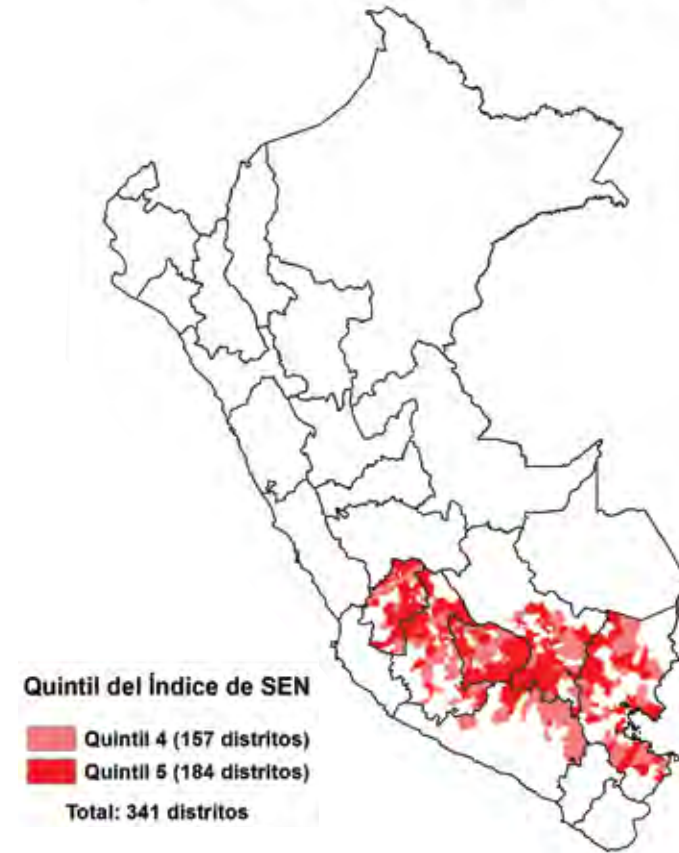 Quintil del Índice de SEN
Quintil 4 (157 distritos)
Quintil 5 (184 distritos)
Total: 341 distritos